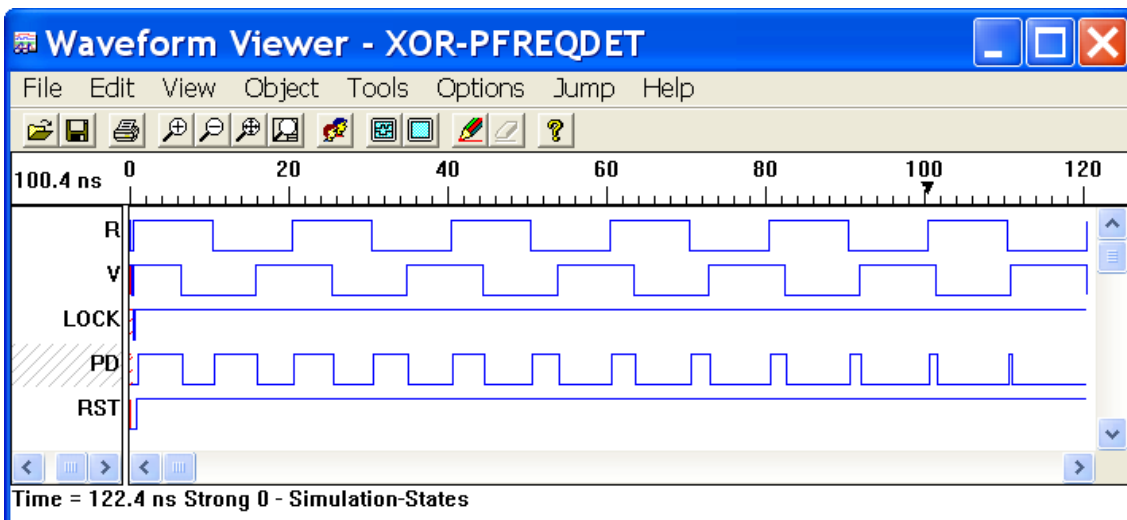 Waveform Viewer - XOR-PFREQDET
File Edit View Object Tools Options Jump Help
100.4 ns 0 20 40 60 80 100 120
R
V
LOCK
PD
RST
Time = 122.4 ns Strong 0 - Simulation-States